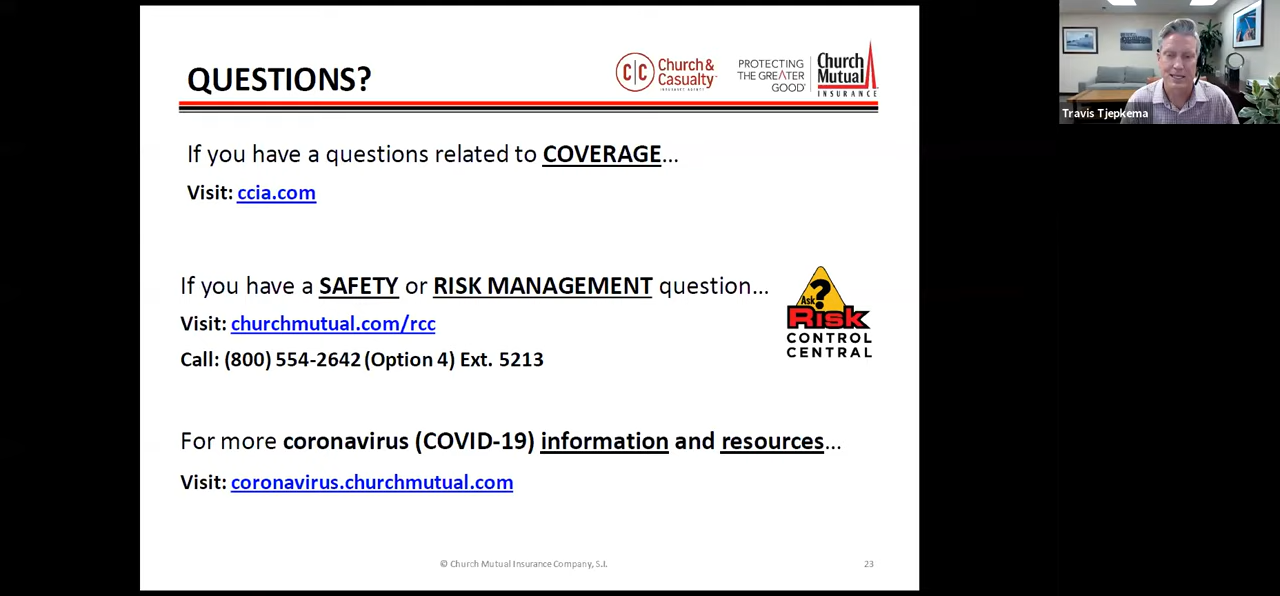 QUESTIONS?
C|C Church & Casualty
PROTECTING THE GREATER GOOD
Church Mutual INSURANCE
Travis Tjepkema
If you have a questions related to COVERAGE...
Visit: ccia.com
If you have a SAFETY or RISK MANAGEMENT question...
Visit: churchmutual.com/rcc
Call: (800) 554-2642 (Option 4) Ext. 5213
Ask ?
Risk
CONTROL
CENTRAL
For more coronavirus (COVID-19) information and resources...
Visit: coronavirus.churchmutual.com
© Church Mutual Insurance Company, S.I.
23